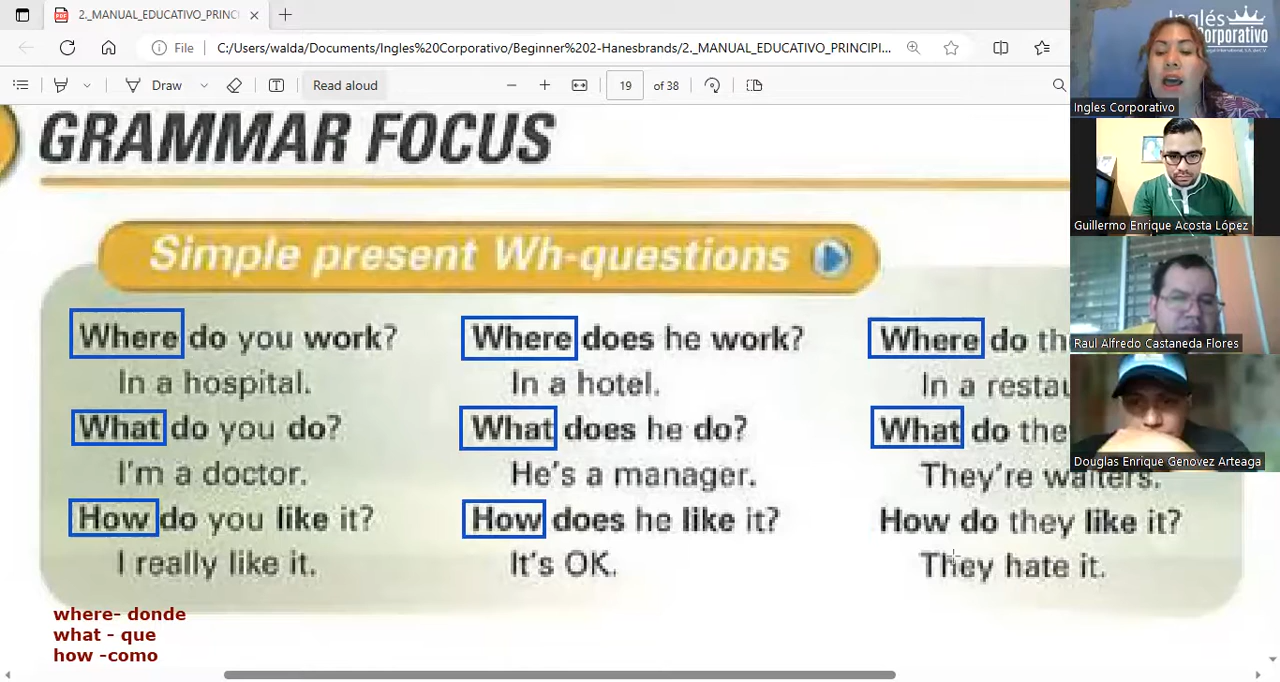 2._MANUAL_EDUCATIVO_PRINCI
File C:/Users/walda/Documents/Ingles%20Corporativo/Beginner%202-Hanesbrands/2._MANUAL_EDUCATIVO_PRINCIPI...
Draw Read aloud 19 of 38
Inglés
Corporativo
Ingles Corporativo
Guillermo Enrique Acosta López
Raul Alfredo Castaneda Flores
Douglas Enrique Genovez Arteaga
GRAMMAR FOCUS
Simple present Wh-questions
Where do you work? Where does he work? Where do
In a hospital. In a hotel. In a
What do you do? What does he do? What do
I'm a doctor. He's a manager. They're waiters.
How do you like it? How does he like it? How do they like it?
I really like it. It's OK. They hate it.
where- donde
what - que
how -como